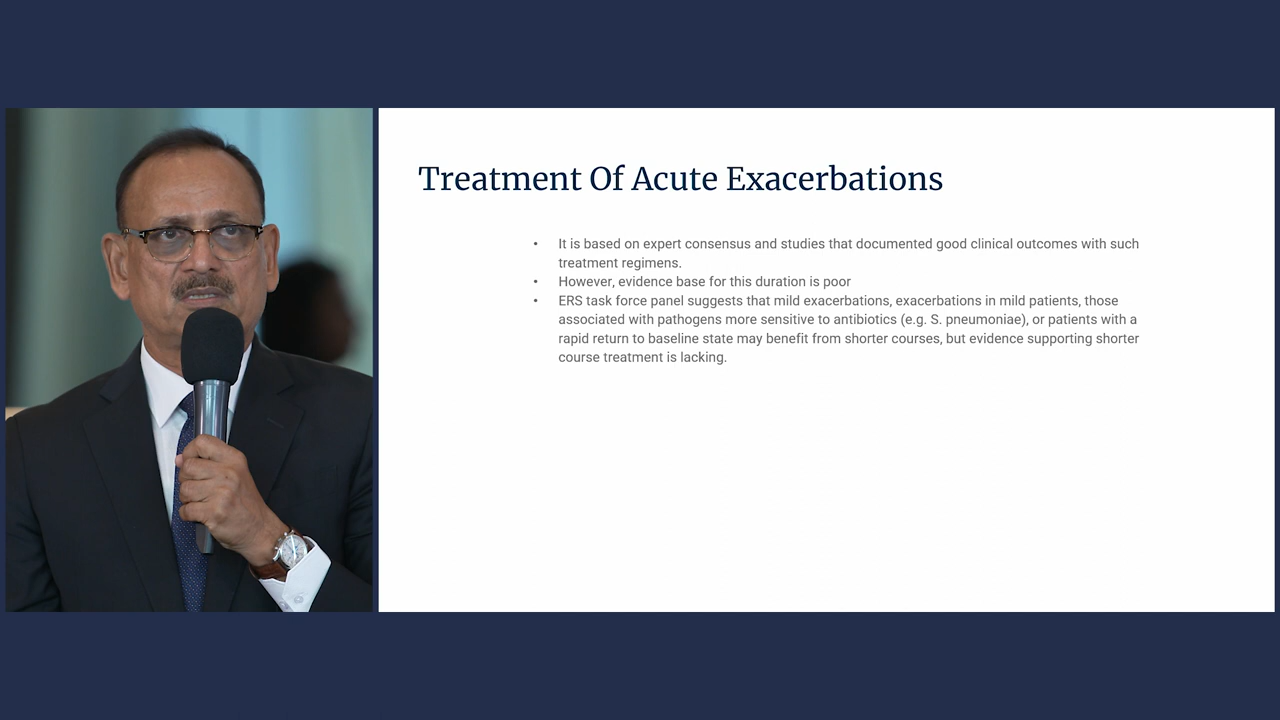 Treatment Of Acute Exacerbations
• It is based on expert consensus and studies that documented good clinical outcomes with such
treatment regimens.
• However, evidence base for this duration is poor
• ERS task force panel suggests that mild exacerbations, exacerbations in mild patients, those
associated with pathogens more sensitive to antibiotics (e.g. S. pneumoniae), or patients with a
rapid return to baseline state may benefit from shorter courses, but evidence supporting shorter
course treatment is lacking.